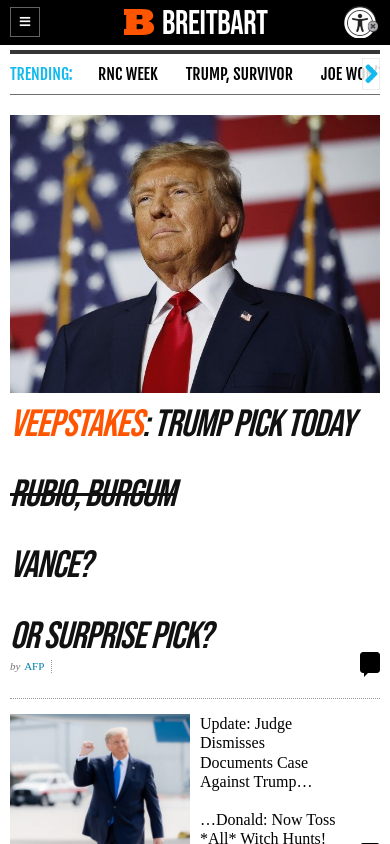 BREITBART
TRENDING: RNC WEEK TRUMP, SURVIVOR JOE
VEEPSTAKES: TRUMP PICK TODAY
RUBIO, BURGUM
VANCE?
OR SURPRISE PICK?
by AFP
Update: Judge
Dismisses
Documents Case
Against Trump…
…Donald: Now Toss
*All* Witch Hunts!